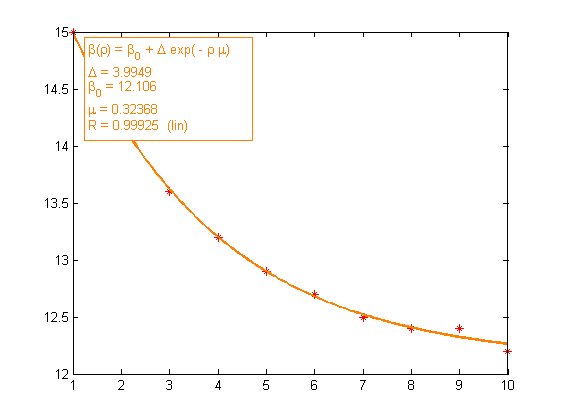 15
β(ρ) = β₀ + Δ exp( - ρ μ)
Δ = 3.9949
β₀ = 12.106
μ = 0.32368
R = 0.99925 (lin)
14.5
14
13.5
13
12.5
12
1 2 3 4 5 6 7 8 9 10